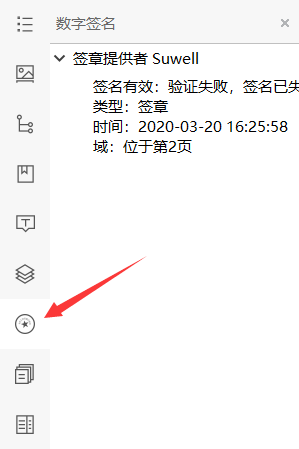 数字签名
签章提供者 Suwell
签名有效：验证失败，签名已失
类型：签章
时间：2020-03-20 16:25:58
域：位于第2页